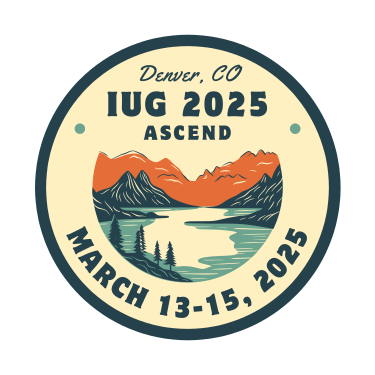 Denver, CO
IUG 2025
ASCEND
MARCH 13-15, 2025